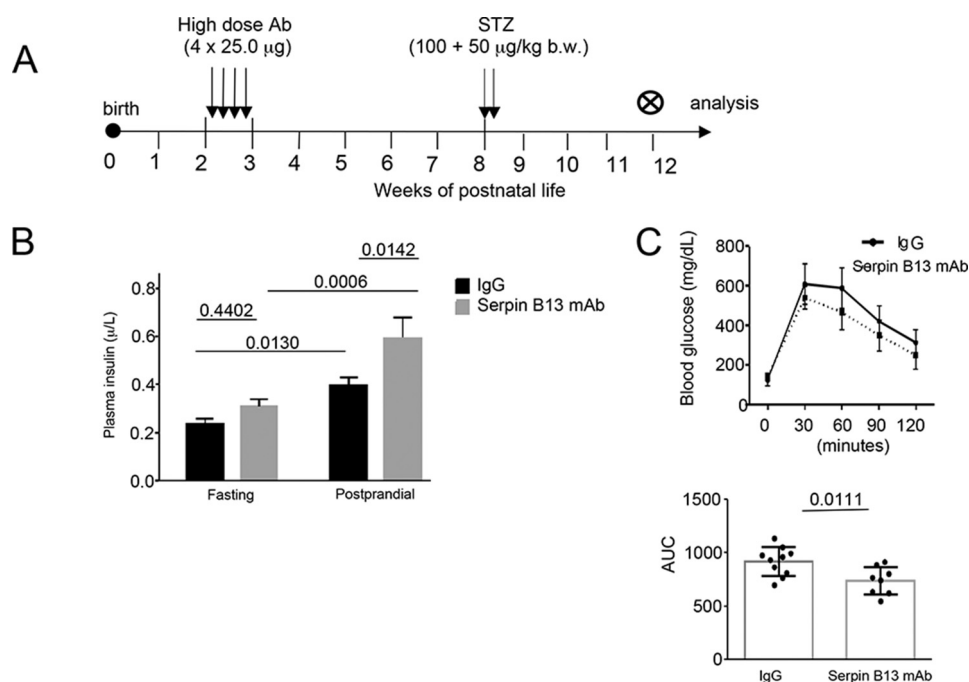 A
High dose Ab
(4 x 25.0 µg)
STZ
(100 + 50 µg/kg b.w.)
birth
analysis
0 1 2 3 4 5 6 7 8 9 10 11 12
Weeks of postnatal life
B
0.0142
0.0006
0.4402
0.0130
IgG
Serpin B13 mAb
Plasma insulin (µ/L)
0.8
0.6
0.4
0.2
0.0
Fasting Postprandial
C
IgG
Serpin B13 mAb
Blood glucose (mg/dL)
800
600
400
200
0
0 30 60 90 120
(minutes)
0.0111
AUC
1500
1000
500
0
IgG Serpin B13 mAb